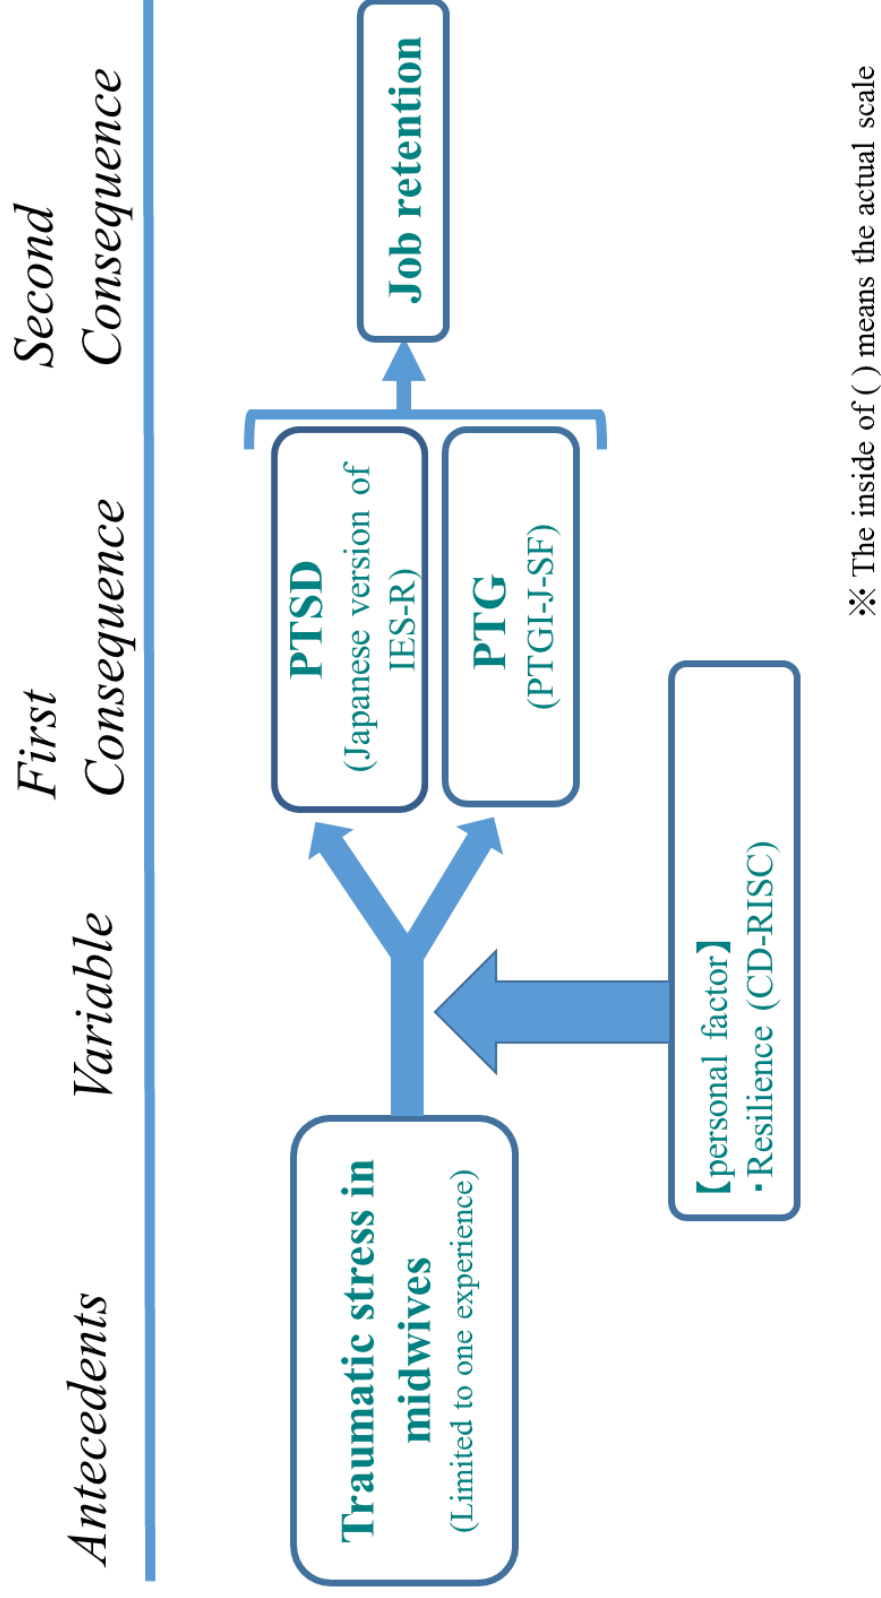 Antecedents
Variable
First
Consequence
Second
Consequence
Traumatic stress in
midwives
(Limited to one experience)
PTSD
(Japanese version of
IES-R)
PTG
(PTGI-J-SF)
Job retention
【personal factor】
・Resilience (CD-RISC)
※ The inside of ( ) means the actual scale